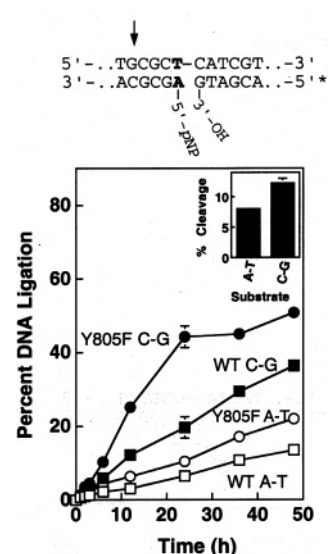 5'-..TGCGCT-CATCGT..-3'
3'-..ACGCGA GTAGCA..-5'*
3'-OH
5'-pNP
Percent DNA Ligation
80
60
40
20
0
0 10 20 30 40 50
Time (h)
% Cleavage
10
5
0
A-T C-G
Substrate
Y805F C-G
WT C-G
Y805F A-T
WT A-T